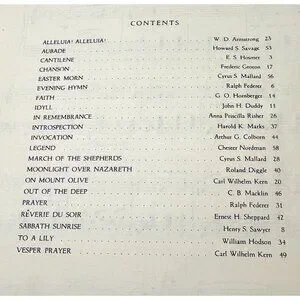 CONTENTS
ALLELUIA! ALLELUIA! W. D. Armstrong 23
AUBADE Howard S. Savage 53
CANTILENE E. S. Hosmer 3
CHANSON Frederic Groton 17
EASTER MORN Cyrus S. Mallard 56
EVENING HYMN Ralph Federer 2
FAITH G. O. Hornberger 14
IDYLL John H. Duddy 11
IN REMEMBRANCE Anna Priscilla Risher 26
INTROSPECTION Harold K. Marks 37
INVOCATION Arthur G. Colborn 44
LEGEND Chester Nordman 58
MARCH OF THE SHEPHERDS Cyrus S. Mallard 28
MOONLIGHT OVER NAZARETH Roland Diggle 40
ON MOUNT OLIVE Carl Wilhelm Kern 20
OUT OF THE DEEP C. B. Macklin 46
PRAYER Ralph Federer 31
RÊVERIE DU SOIR Ernest H. Sheppard 42
SABBATH SUNRISE Henry S. Sawyer 8
TO A LILY William Hodson 34
VESPER PRAYER Carl Wilhelm Kern 49